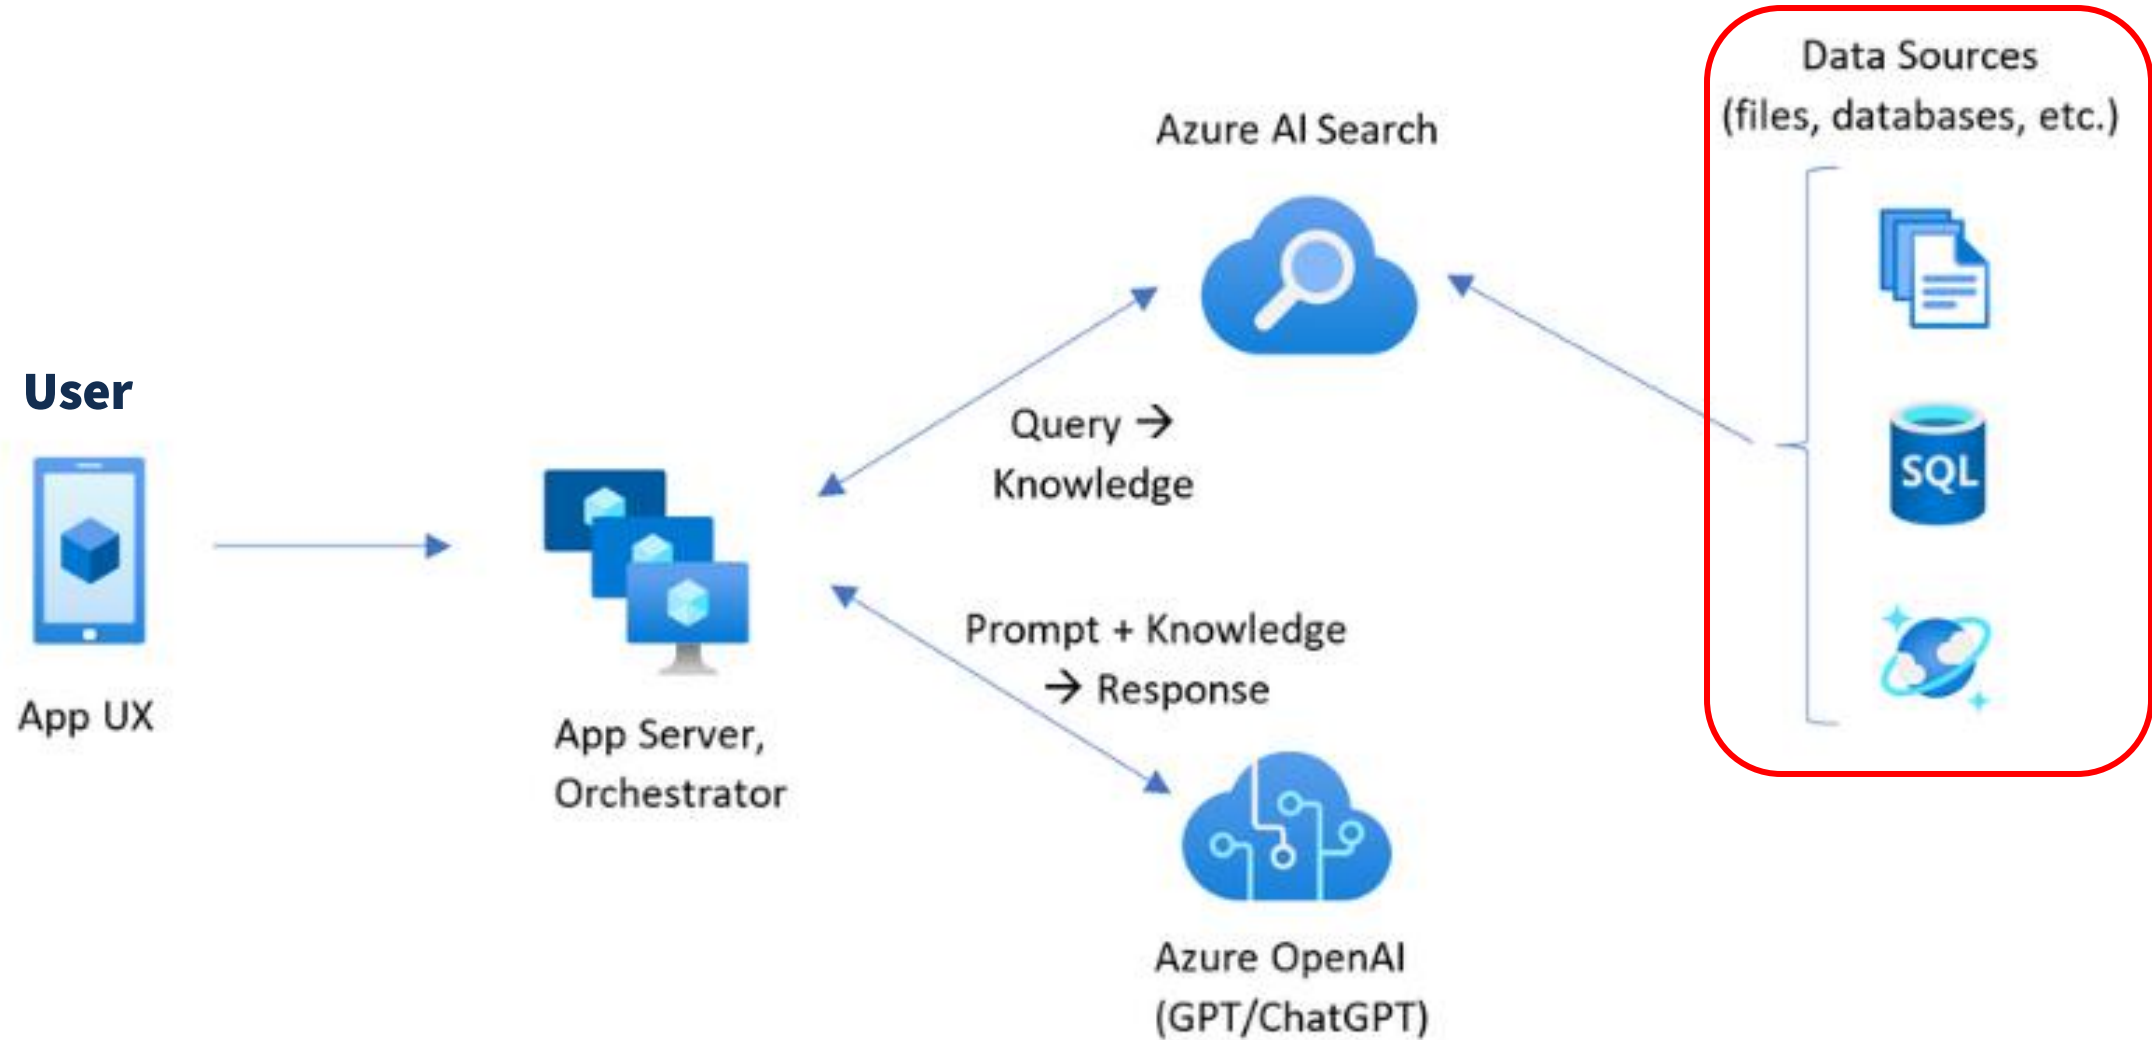 User
App UX
App Server,
Orchestrator
Azure AI Search
Query →
Knowledge
Prompt + Knowledge
→ Response
Azure OpenAI
(GPT/ChatGPT)
Data Sources
(files, databases, etc.)
SQL